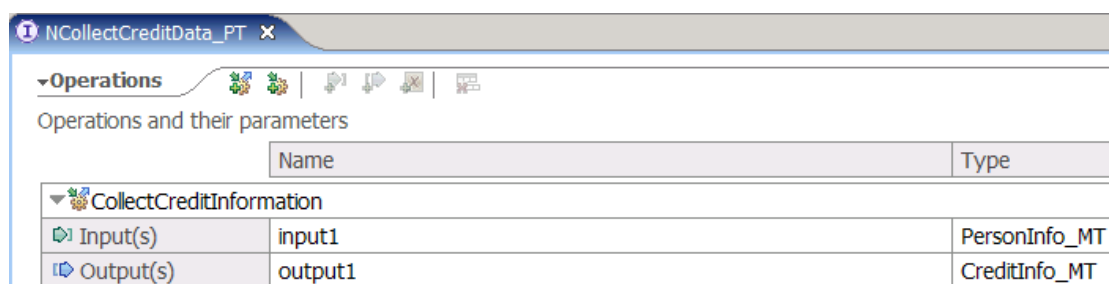 NCollectCreditData_PT
Operations
Operations and their parameters
Name Type
CollectCreditInformation
Input(s) input1 PersonInfo_MT
Output(s) output1 CreditInfo_MT